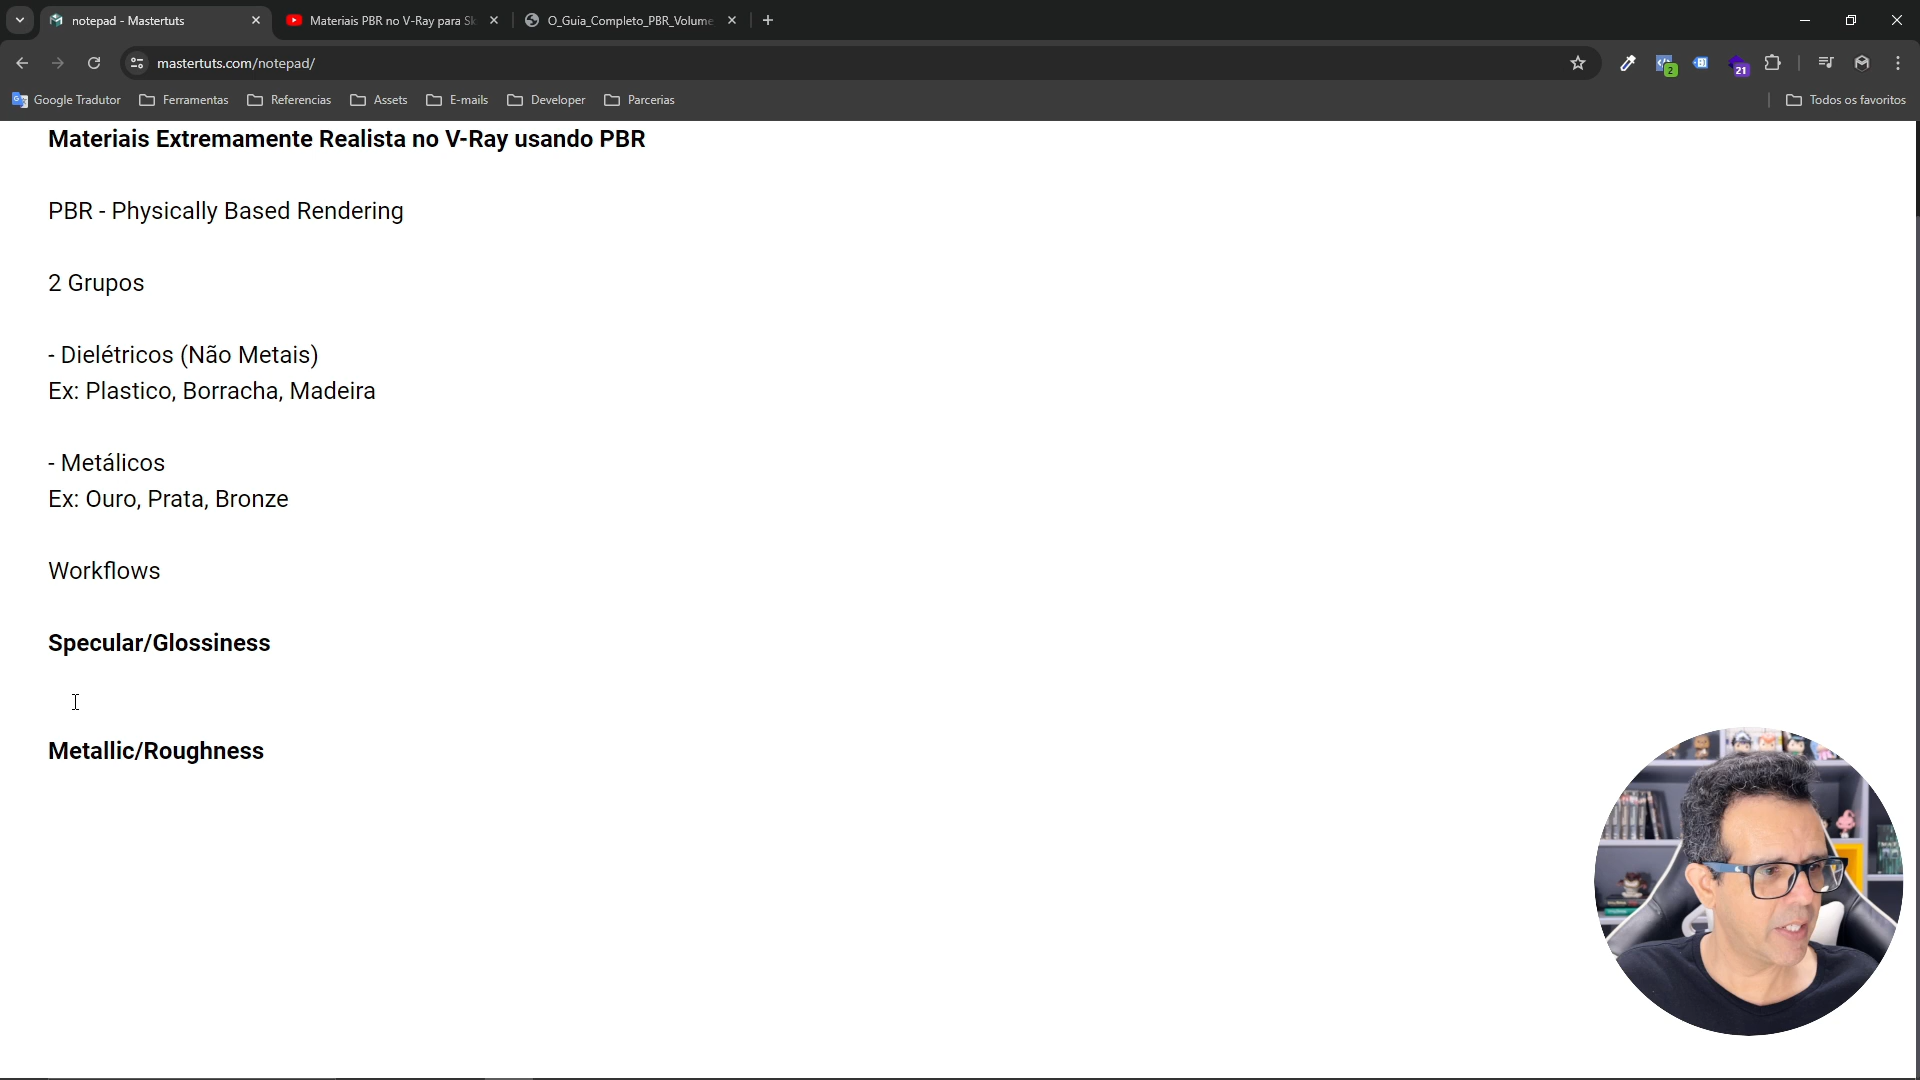 notepad - Mastertuts
Materiais PBR no V-Ray para Sk
O_Guia_Completo_PBR_Volume
mastertuts.com/notepad/
2
21
Google Tradutor
Ferramentas
Referencias
Assets
E-mails
Developer
Parcerias
Todos os favoritos
Materiais Extremamente Realista no V-Ray usando PBR
PBR - Physically Based Rendering
2 Grupos
- Dielétricos (Não Metais)
Ex: Plastico, Borracha, Madeira
- Metálicos
Ex: Ouro, Prata, Bronze
Workflows
Specular/Glossiness
Metallic/Roughness